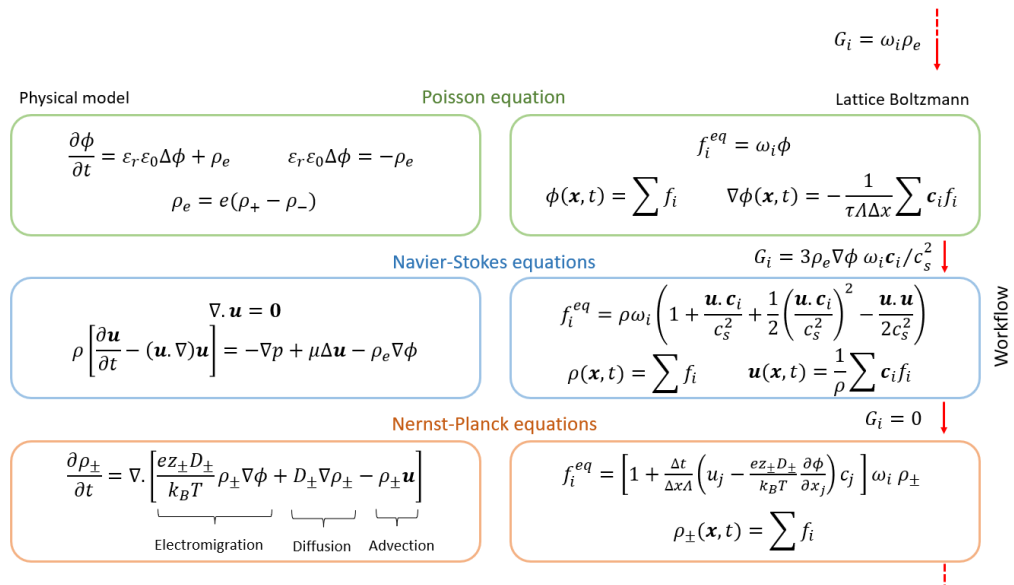 G_i = ω_i ρ_e
Physical model
Poisson equation
Lattice Boltzmann
∂ϕ/∂t = ε_r ε_0 Δϕ + ρ_e    ε_r ε_0 Δϕ = −ρ_e
ρ_e = e(ρ_+ − ρ_−)
f_i^{eq} = ω_i ϕ
ϕ(x, t) = ∑ f_i    ∇ϕ(x, t) = − 1/(τΛΔx) ∑ c_i f_i
G_i = 3ρ_e ∇ϕ ω_i c_i / c_s^2
Navier-Stokes equations
∇. u = 0
ρ [∂u/∂t − (u. ∇)u] = −∇p + μΔu − ρ_e ∇ϕ
f_i^{eq} = ρω_i (1 + u. c_i / c_s^2 + 1/2 (u. c_i / c_s^2)^2 − u. u / 2c_s^2)
ρ(x, t) = ∑ f_i    u(x, t) = 1/ρ ∑ c_i f_i
Workflow
G_i = 0
Nernst-Planck equations
∂ρ_±/∂t = ∇. [ez_± D_± / k_B T ρ_± ∇ϕ + D_± ∇ρ_± − ρ_± u]
Electromigration    Diffusion    Advection
f_i^{eq} = [1 + Δt/ΔxΛ (u_j − ez_± D_± / k_B T ∂ϕ/∂x_j) c_j] ω_i ρ_±
ρ_±(x, t) = ∑ f_i